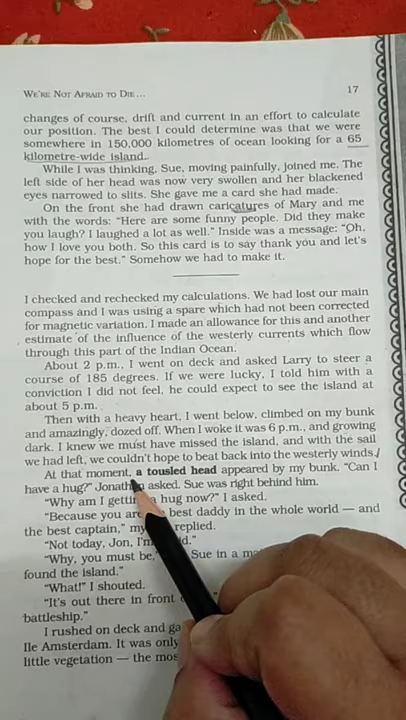 WE'RE NOT AFRAID TO DIE... 17
changes of course, drift and current in an effort to calculate
our position. The best I could determine was that we were
somewhere in 150,000 kilometres of ocean looking for a 65
kilometre-wide island.
While I was thinking, Sue, moving painfully, joined me. The
left side of her head was now very swollen and her blackened
eyes narrowed to slits. She gave me a card she had made.
On the front she had drawn caricatures of Mary and me
with the words: “Here are some funny people. Did they make
you laugh? I laughed a lot as well.” Inside was a message: “Oh,
how I love you both. So this card is to say thank you and let's
hope for the best.” Somehow we had to make it.
I checked and rechecked my calculations. We had lost our main
compass and I was using a spare which had not been corrected
for magnetic variation. I made an allowance for this and another
estimate of the influence of the westerly currents which flow
through this part of the Indian Ocean.
About 2 p.m., I went on deck and asked Larry to steer a
course of 185 degrees. If we were lucky, I told him with a
conviction I did not feel, he could expect to see the island at
about 5 p.m.
Then with a heavy heart, I went below, climbed on my bunk
and amazingly, dozed off. When I woke it was 6 p.m., and growing
dark. I knew we must have missed the island, and with the sail
we had left, we couldn't hope to beat back into the westerly winds.
At that moment, a tousled head appeared by my bunk. “Can I
have a hug?” Jonathan asked. Sue was right behind him.
“Why am I getting a hug now?” I asked.
“Because you are best daddy in the whole world — and
the best captain,” my replied.
“Not today, Jon, I'm
“Why, you must be,” Sue in a
found the island.”
“What!” I shouted.
“It's out there in front
battleship.”
I rushed on deck and
Ile Amsterdam. It was only
little vegetation — the